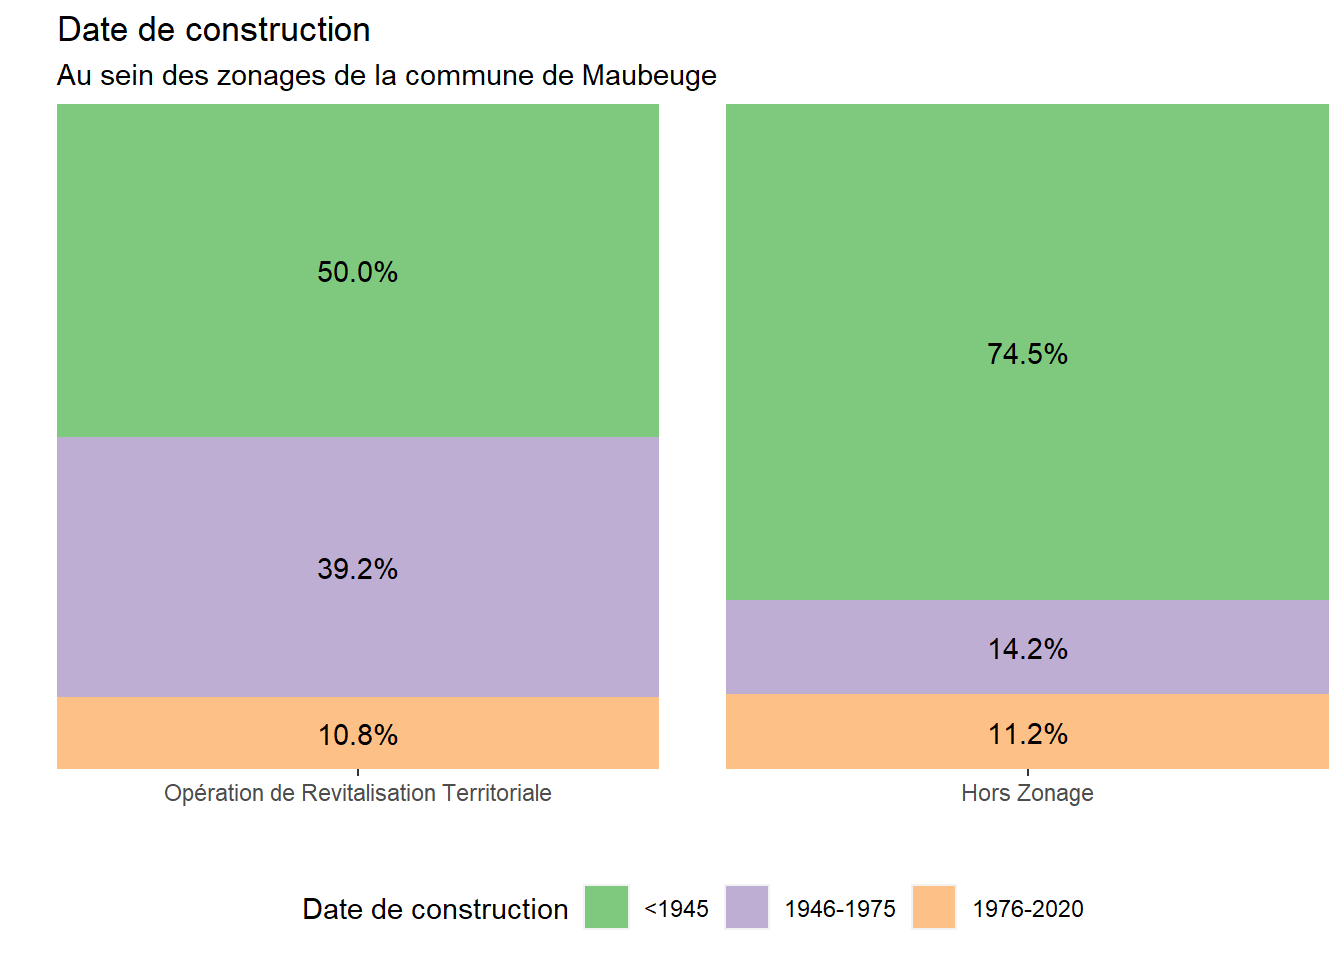 Date de construction
Au sein des zonages de la commune de Maubeuge
50.0%
74.5%
39.2%
14.2%
10.8%
11.2%
Opération de Revitalisation Territoriale
Hors Zonage
Date de construction <1945 1946-1975 1976-2020